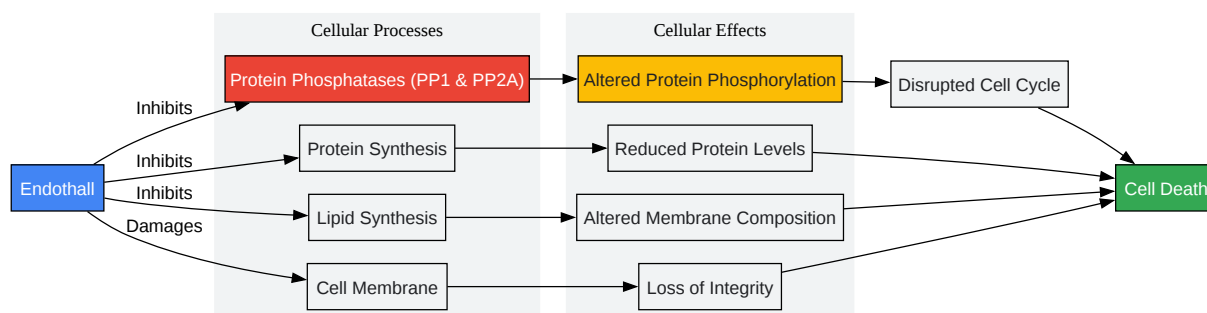 Cellular Processes
Cellular Effects
Protein Phosphatases (PP1 & PP2A)
Altered Protein Phosphorylation
Disrupted Cell Cycle
Inhibits
Inhibits
Protein Synthesis
Reduced Protein Levels
Endothall
Cell Death
Inhibits
Lipid Synthesis
Altered Membrane Composition
Damages
Cell Membrane
Loss of Integrity